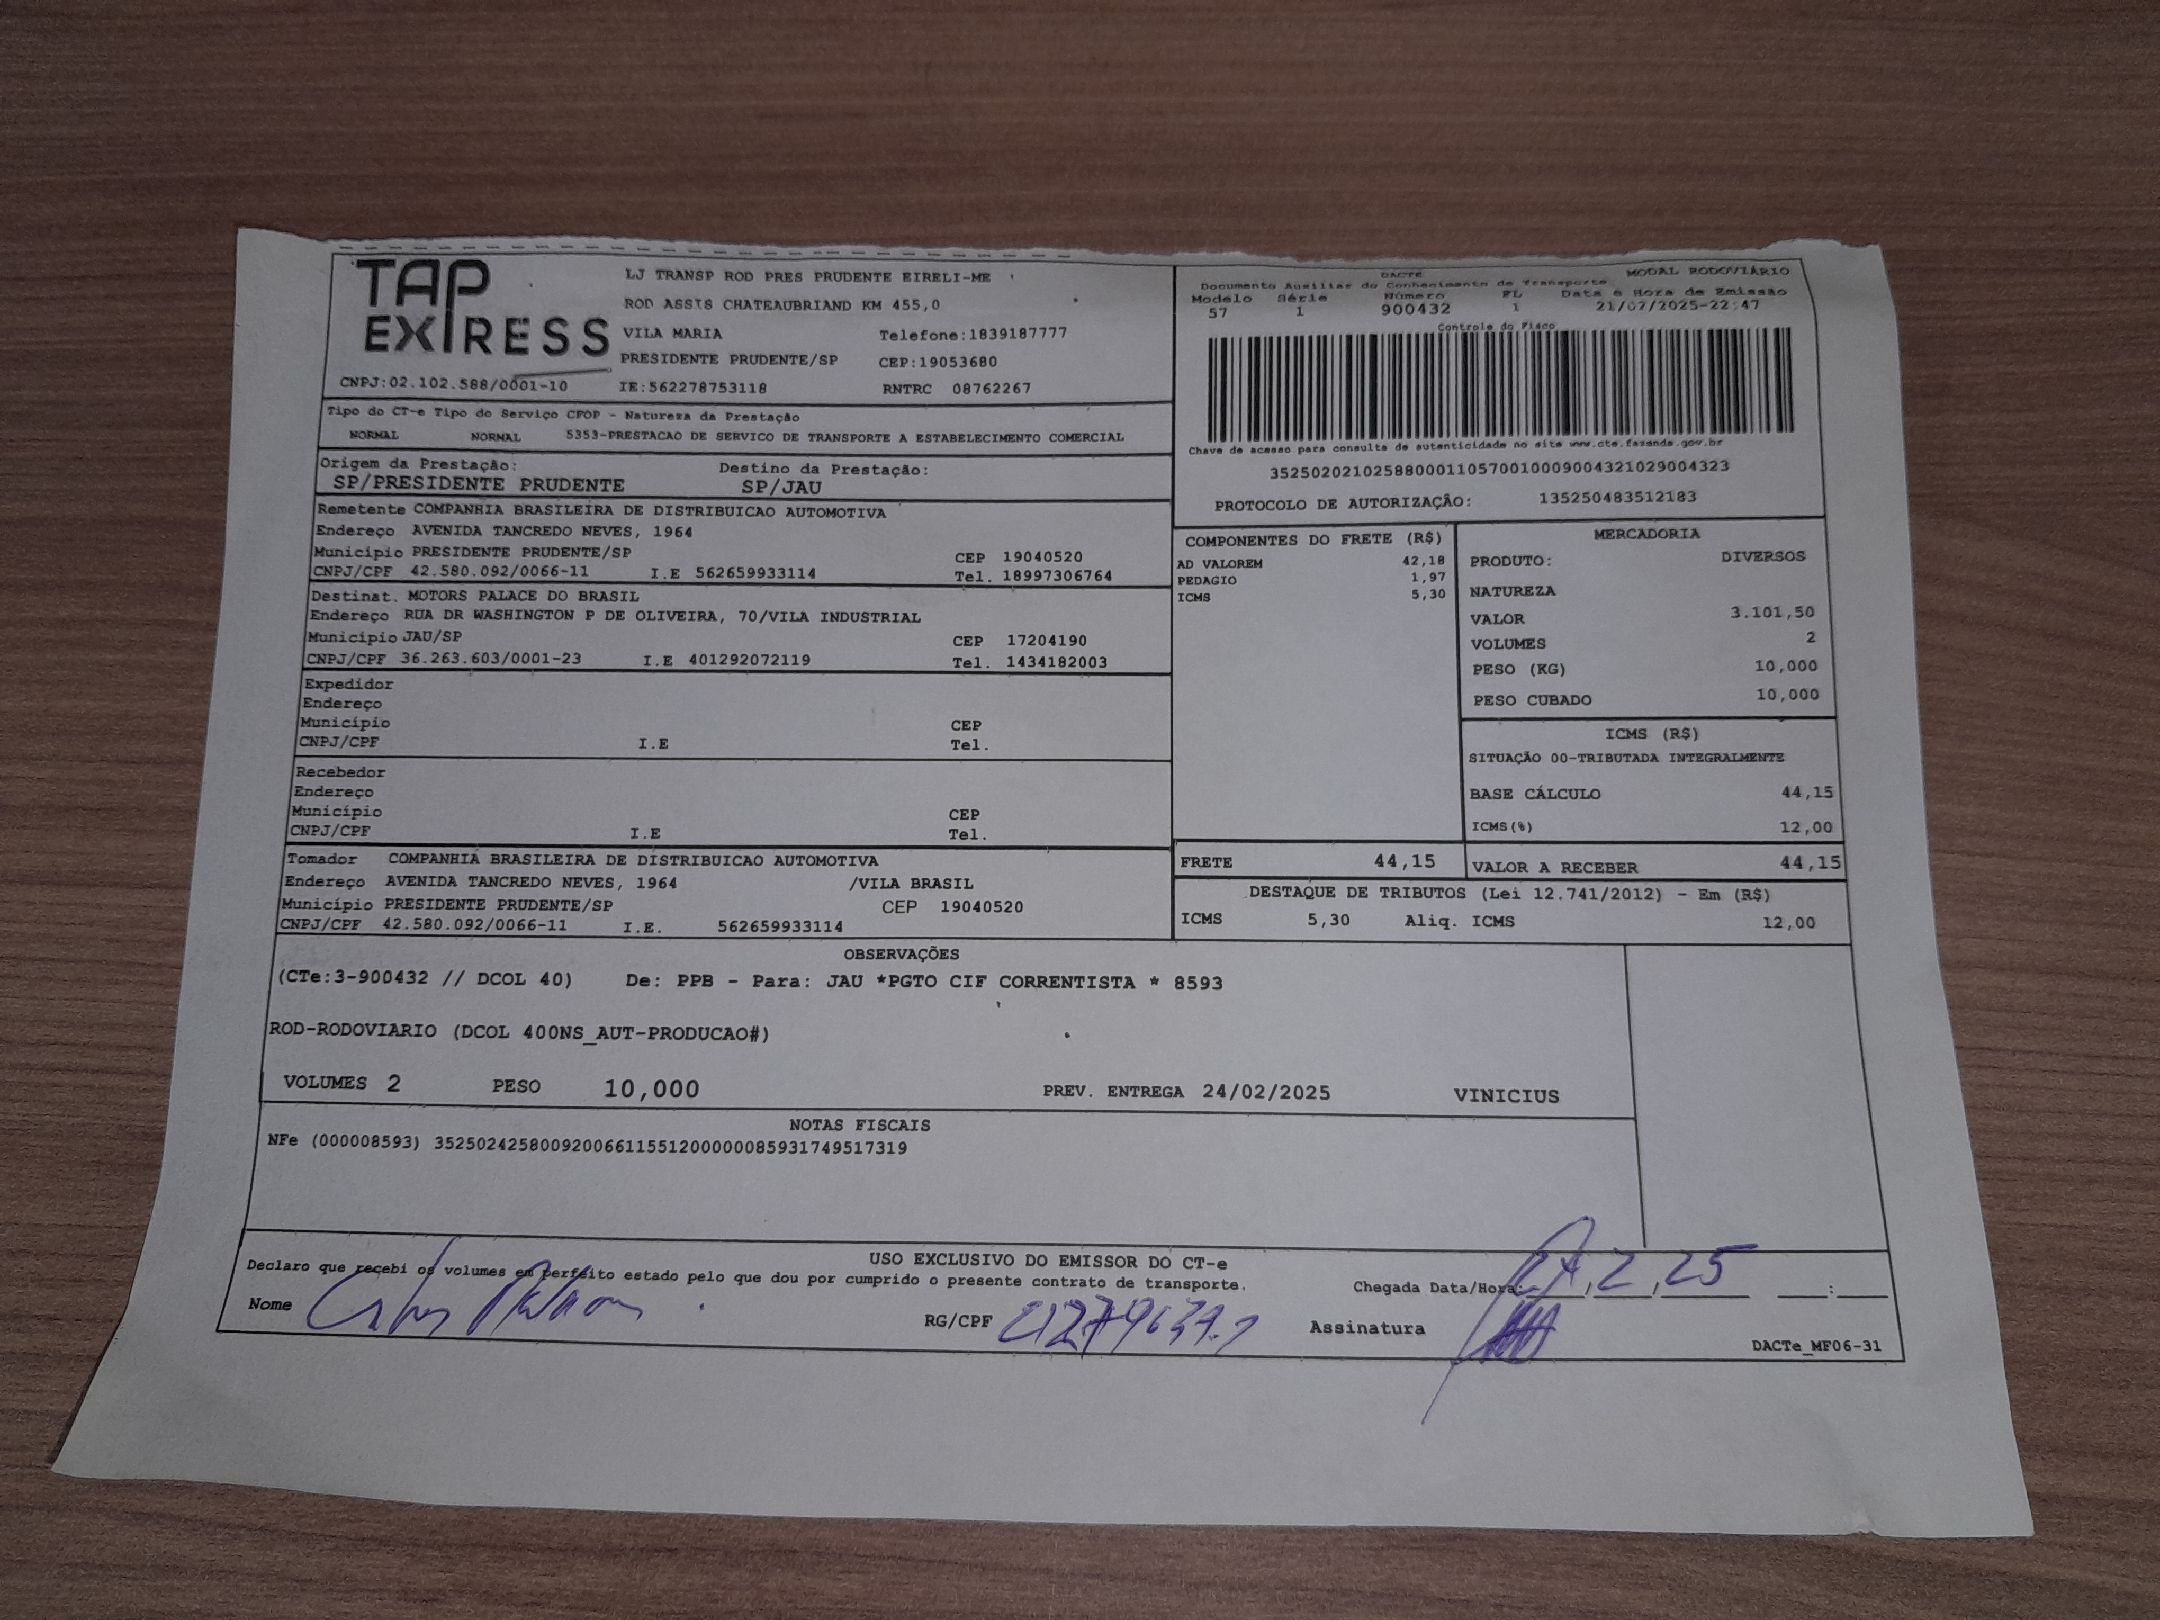 TAP EXPRESS
LJ TRANSP ROD PRES PRUDENTE EIRELI-ME
ROD ASSIS CHATEAUBRIAND KM 455,0
VILA MARIA Telefone:1839187777
PRESIDENTE PRUDENTE/SP CEP:19053680
CNPJ:02.102.588/0001-10 IE:562278753118 RNTRC 08762267
DACTE MODAL RODOVIÁRIO
Documento Auxiliar do Conhecimento de Transporte
Modelo Série Número FL Data e Hora de Emissão
57 1 900432 1 21/02/2025-22:47
Controle do Fisco
Chave de acesso para consulta de autenticidade no site www.cte.fazenda.gov.br
35250202102588000110570010009004321029004323
PROTOCOLO DE AUTORIZAÇÃO: 135250483512183
Tipo do CT-e Tipo do Serviço CFOP - Natureza da Prestação
NORMAL NORMAL 5353-PRESTACAO DE SERVICO DE TRANSPORTE A ESTABELECIMENTO COMERCIAL
Origem da Prestação: Destino da Prestação:
SP/PRESIDENTE PRUDENTE SP/JAU
Remetente COMPANHIA BRASILEIRA DE DISTRIBUICAO AUTOMOTIVA
Endereço AVENIDA TANCREDO NEVES, 1964
Município PRESIDENTE PRUDENTE/SP CEP 19040520
CNPJ/CPF 42.580.092/0066-11 I.E 562659933114 Tel. 18997306764
Destinat. MOTORS PALACE DO BRASIL
Endereço RUA DR WASHINGTON P DE OLIVEIRA, 70/VILA INDUSTRIAL
Município JAU/SP CEP 17204190
CNPJ/CPF 36.263.603/0001-23 I.E 401292072119 Tel. 1434182003
Expedidor
Endereço
Município CEP
CNPJ/CPF I.E Tel.
Recebedor
Endereço
Município CEP
CNPJ/CPF I.E Tel.
Tomador COMPANHIA BRASILEIRA DE DISTRIBUICAO AUTOMOTIVA
Endereço AVENIDA TANCREDO NEVES, 1964 /VILA BRASIL
Município PRESIDENTE PRUDENTE/SP CEP 19040520
CNPJ/CPF 42.580.092/0066-11 I.E. 562659933114
COMPONENTES DO FRETE (R$)
AD VALOREM 42,18
PEDAGIO 1,97
ICMS 5,30
MERCADORIA
PRODUTO: DIVERSOS
NATUREZA
VALOR 3.101,50
VOLUMES 2
PESO (KG) 10,000
PESO CUBADO 10,000
ICMS (R$)
SITUAÇÃO 00-TRIBUTADA INTEGRALMENTE
BASE CÁLCULO 44,15
ICMS(%) 12,00
FRETE 44,15 VALOR A RECEBER 44,15
DESTAQUE DE TRIBUTOS (Lei 12.741/2012) - Em (R$)
ICMS 5,30 Aliq. ICMS 12,00
OBSERVAÇÕES
(CTe:3-900432 // DCOL 40) De: PPB - Para: JAU *PGTO CIF CORRENTISTA * 8593
ROD-RODOVIARIO (DCOL 400NS_AUT-PRODUCAO#)
VOLUMES 2 PESO 10,000 PREV. ENTREGA 24/02/2025 VINICIUS
NOTAS FISCAIS
NFe (000008593) 35250242580092006611551200000085931749517319
USO EXCLUSIVO DO EMISSOR DO CT-e
Declaro que recebi os volumes em perfeito estado pelo que dou por cumprido o presente contrato de transporte.
Chegada Data/Hora: 2 25 :
Nome RG/CPF Assinatura
DACTe_MF06-31